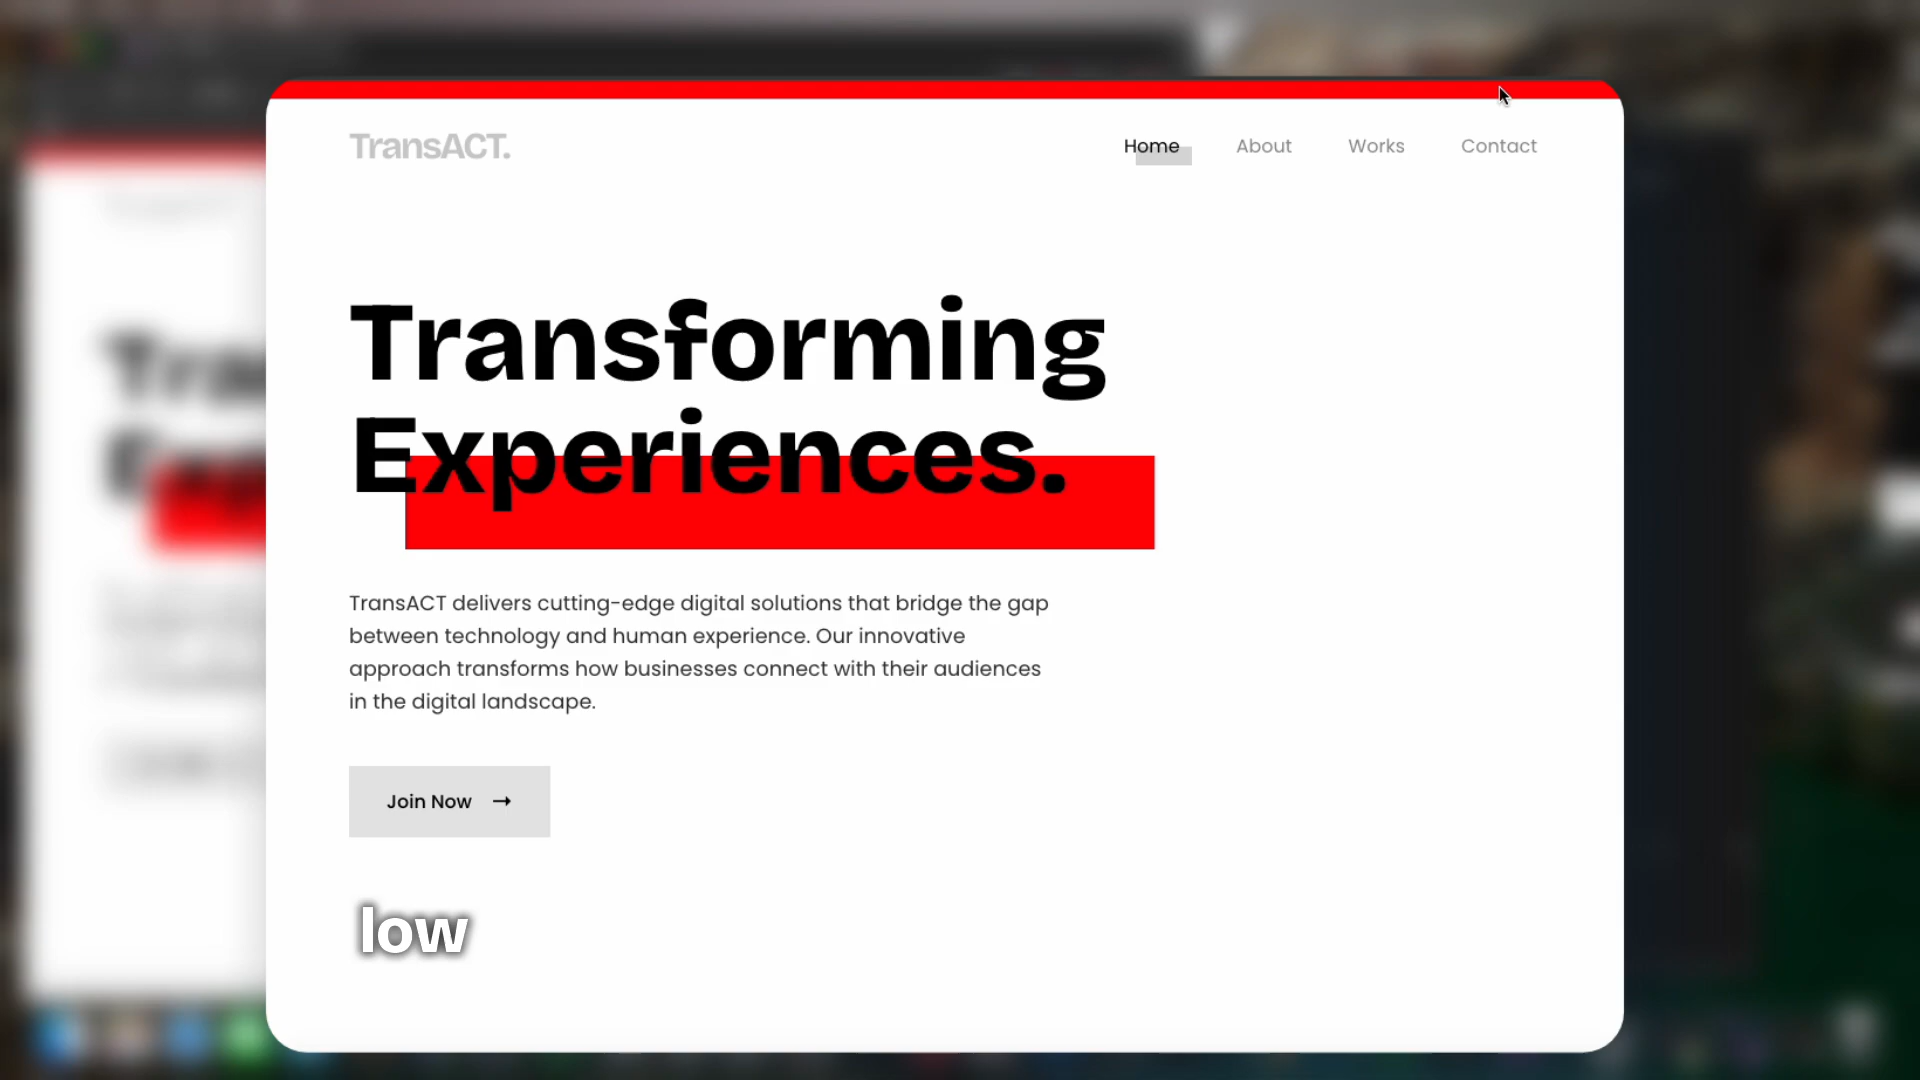 TransACT.
Home About Works Contact
Transforming
Experiences.
TransACT delivers cutting-edge digital solutions that bridge the gap
between technology and human experience. Our innovative
approach transforms how businesses connect with their audiences
in the digital landscape.
Join Now →
low